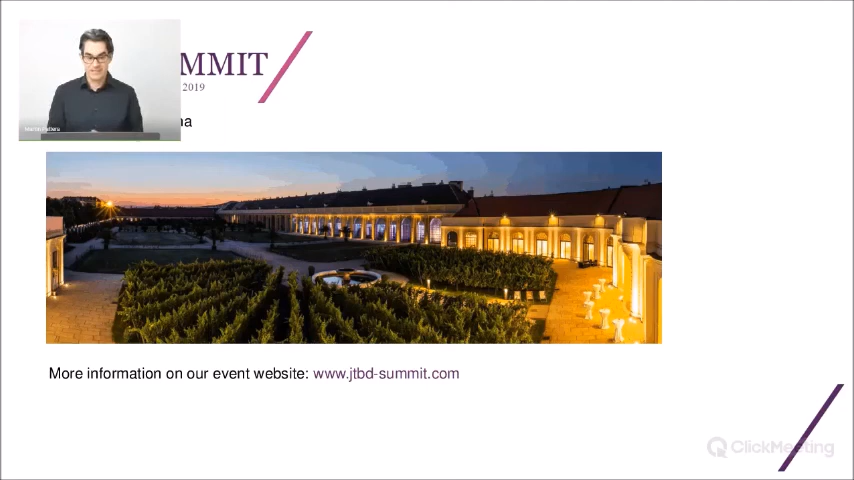 MMIT
2019
na
More information on our event website: www.jtbd-summit.com
ClickMeeting